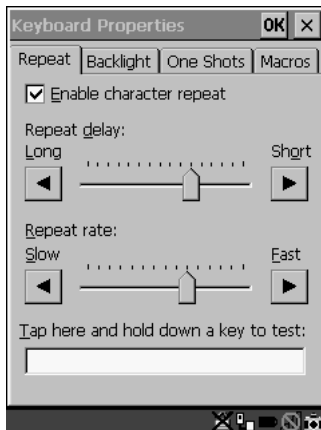 Keyboard Properties OK ×
Repeat Backlight One Shots Macros
Enable character repeat
Repeat delay:
Long Short
Repeat rate:
Slow Fast
Tap here and hold down a key to test: